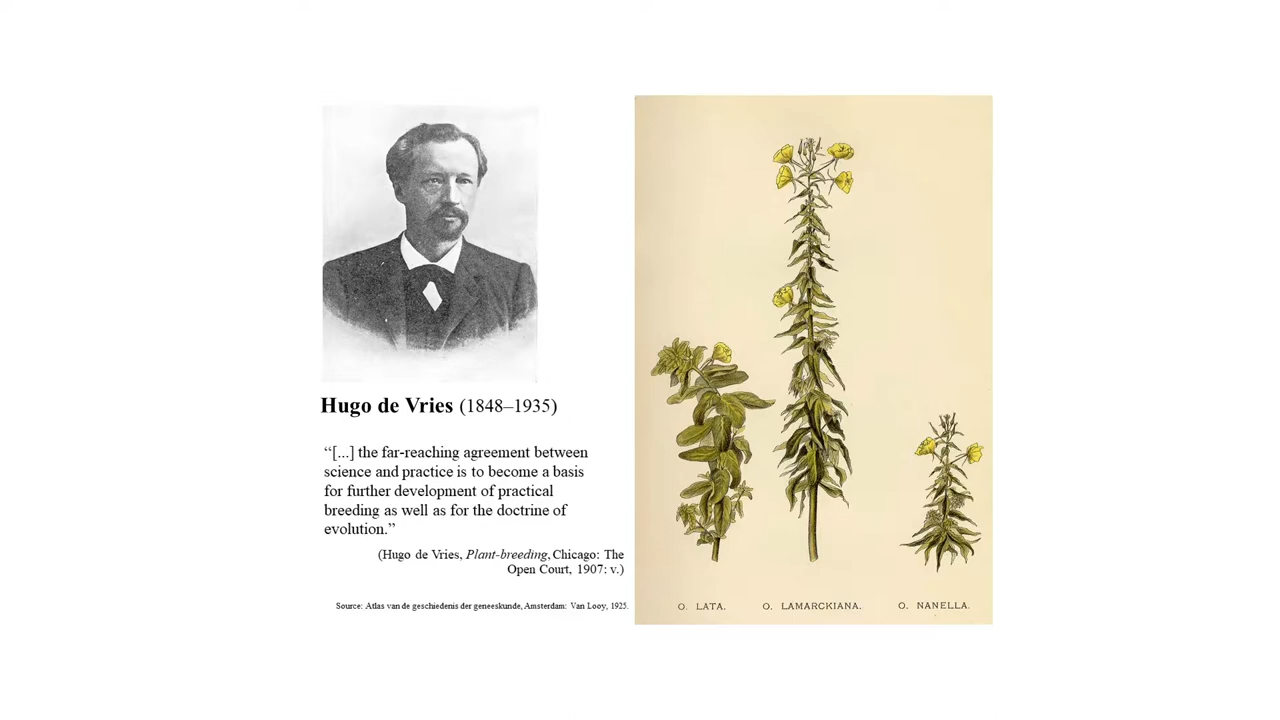 Hugo de Vries (1848–1935)
“[...] the far-reaching agreement between
science and practice is to become a basis
for further development of practical
breeding as well as for the doctrine of
evolution.”
(Hugo de Vries, Plant-breeding, Chicago: The
Open Court, 1907: v.)
Source: Atlas van de geschiedenis der geneeskunde, Amsterdam: Van Looy, 1925.
O. LATA.
O. LAMARCKIANA.
O. NANELLA.